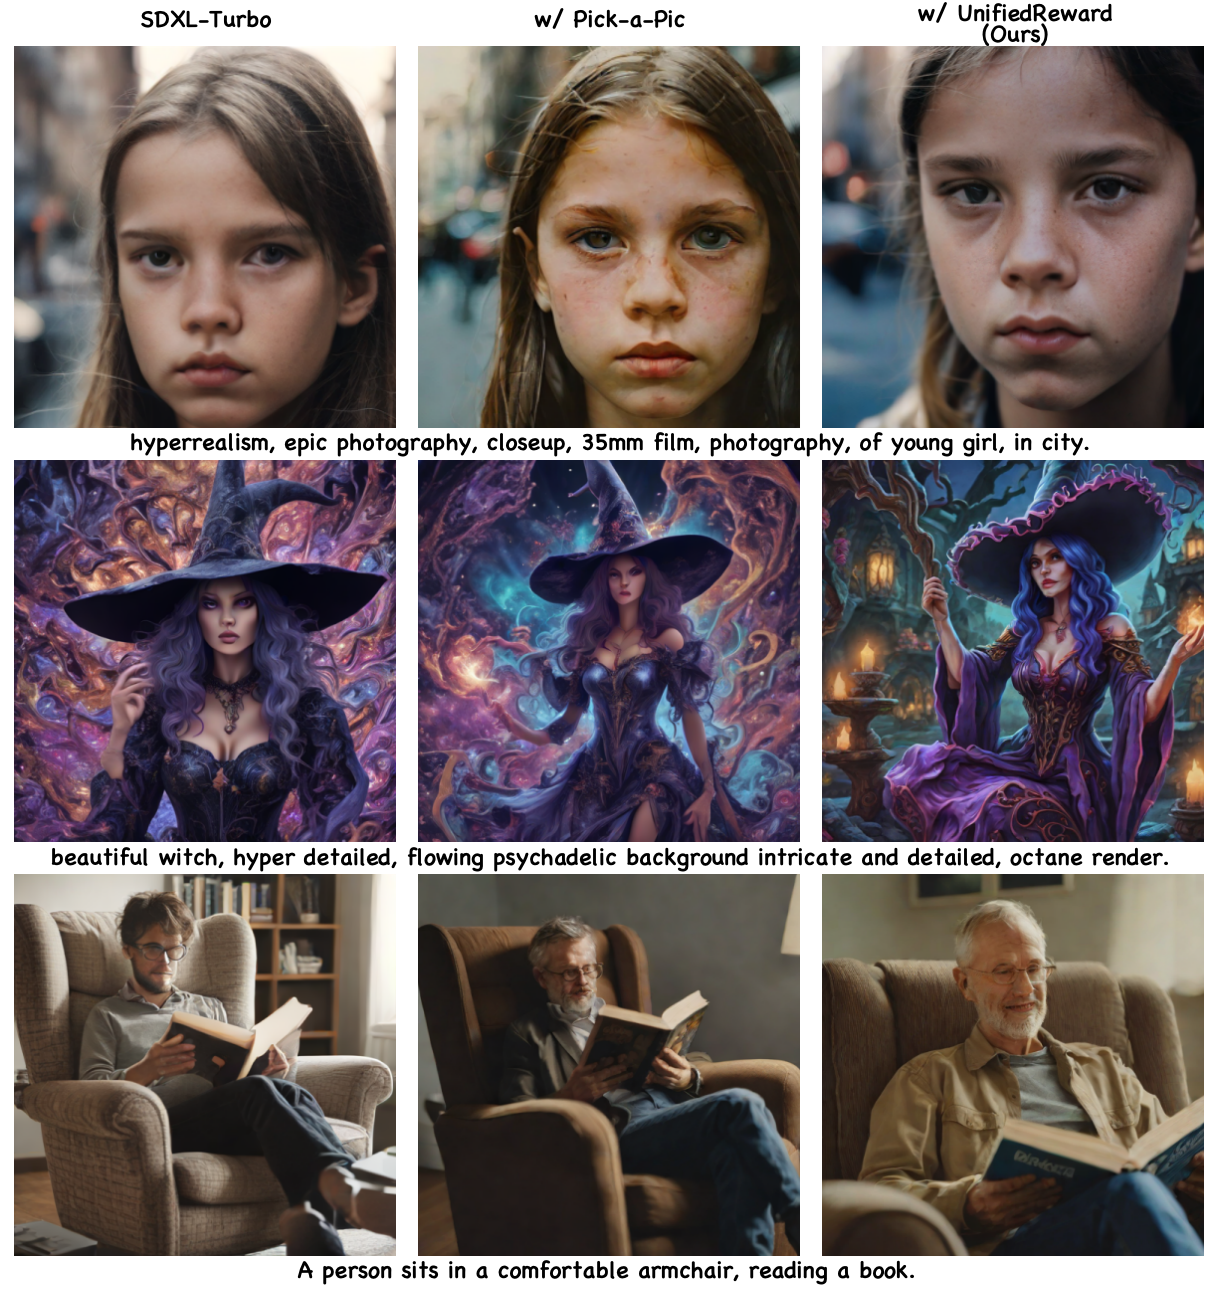 SDXL-Turbo
w/ Pick-a-Pic
w/ UnifiedReward
(Ours)
hyperrealism, epic photography, closeup, 35mm film, photography, of young girl, in city.
beautiful witch, hyper detailed, flowing psychadelic background intricate and detailed, octane render.
A person sits in a comfortable armchair, reading a book.